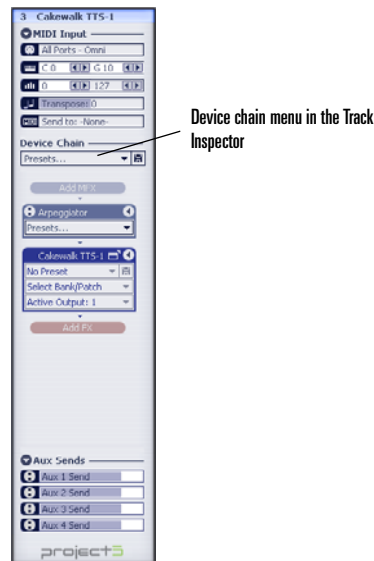 3 Cakewalk TTS-1
MIDI Input
All Ports - Omni
C 0 G 10
0 127
Transpose: 0
Send to: -None-
Device Chain
Presets...
Add MFX
Arpeggiator
Presets...
Cakewalk TTS-1
No Preset
Select Bank/Patch
Active Output: 1
Add FX
Aux Sends
Aux 1 Send
Aux 2 Send
Aux 3 Send
Aux 4 Send
project5
Device chain menu in the Track
Inspector